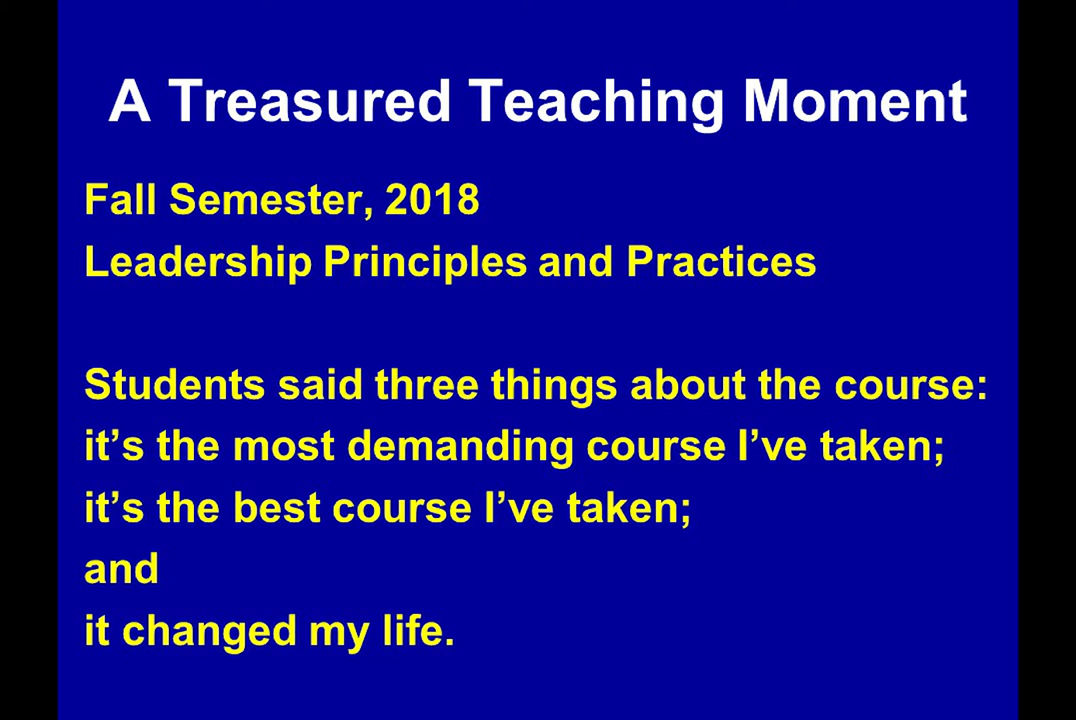 A Treasured Teaching Moment
Fall Semester, 2018
Leadership Principles and Practices
Students said three things about the course:
it’s the most demanding course I’ve taken;
it’s the best course I’ve taken;
and
it changed my life.